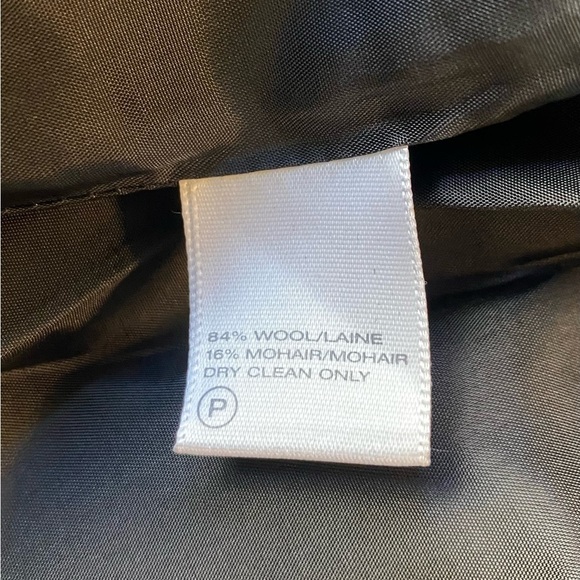 84% WOOL/LAINE
16% MOHAIR/MOHAIR
DRY CLEAN ONLY
P